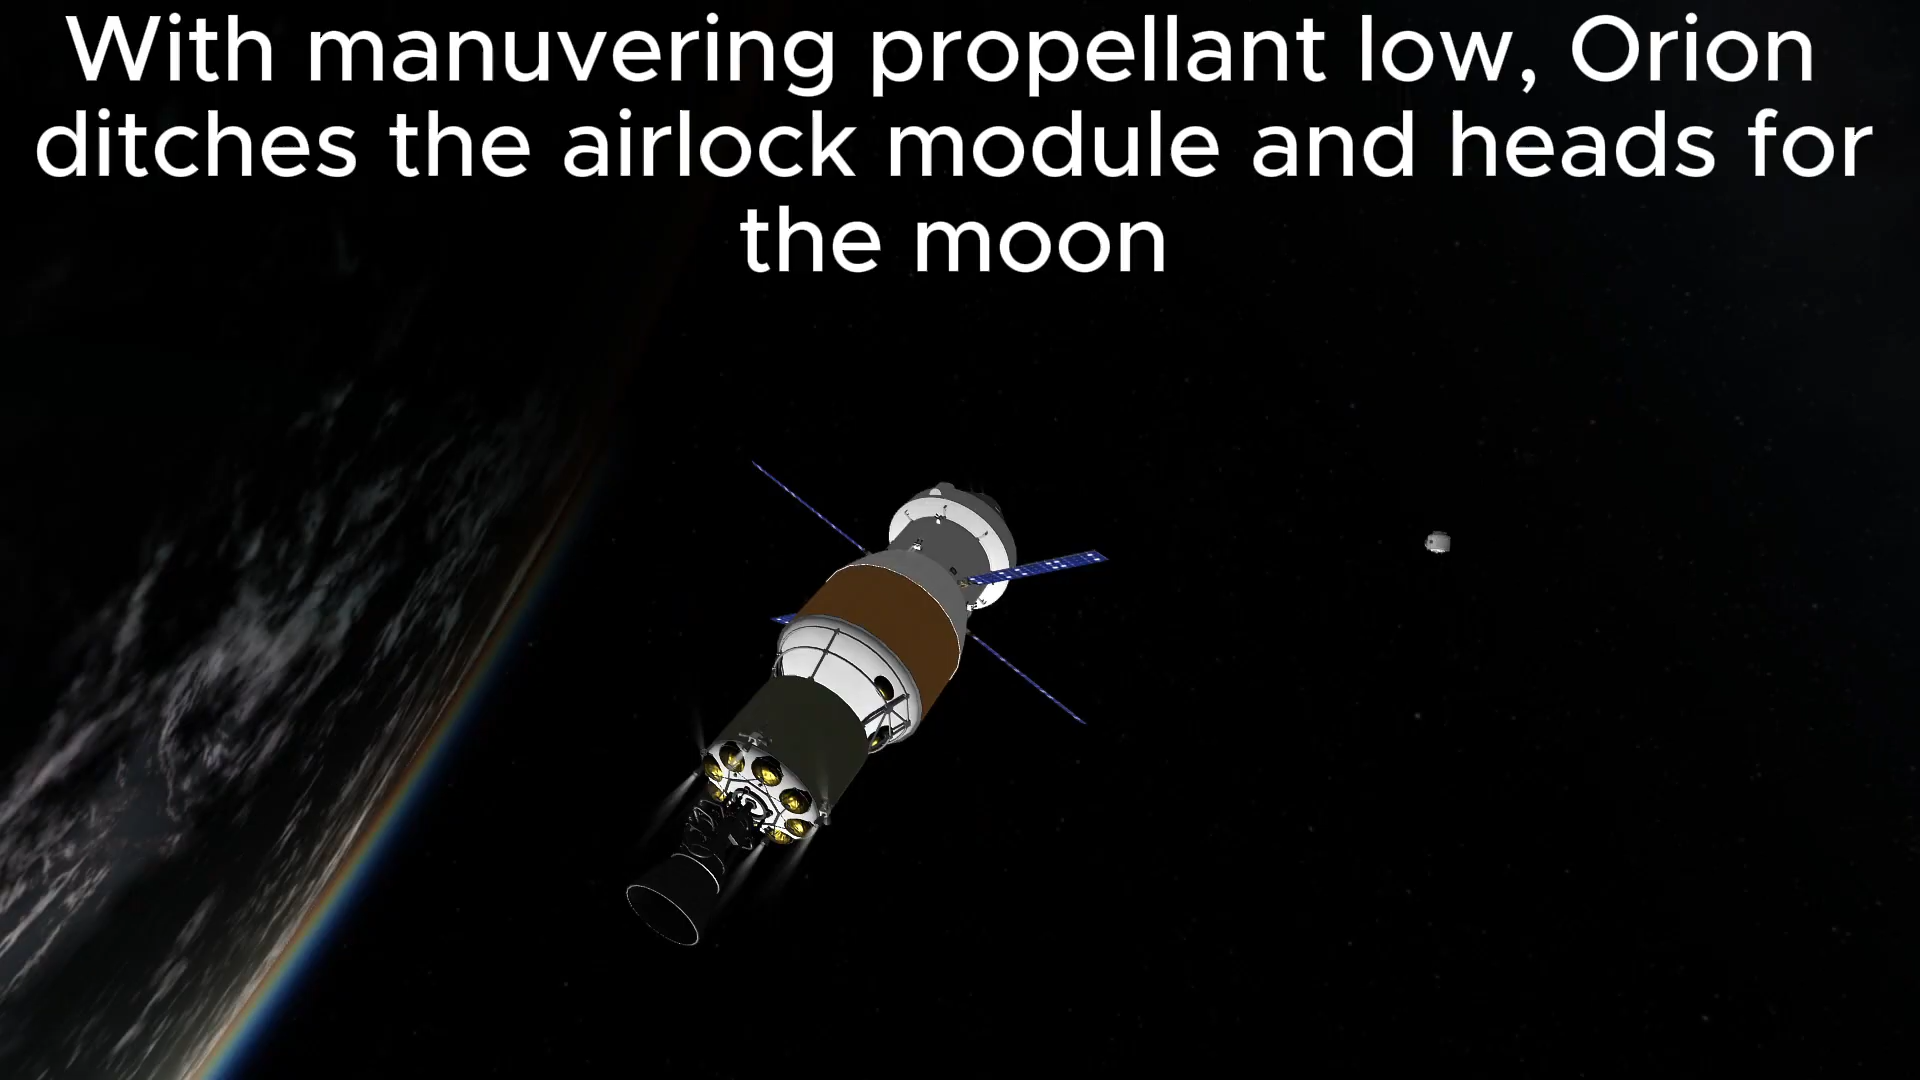 With manuvering propellant low, Orion
ditches the airlock module and heads for
the moon